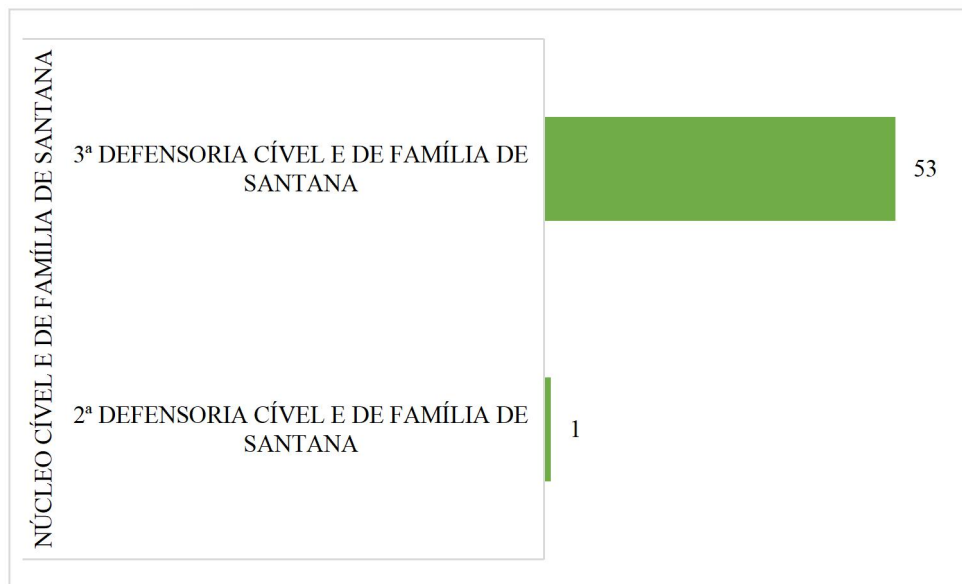 NÚCLEO CÍVEL E DE FAMÍLIA DE SANTANA
3ª DEFENSORIA CÍVEL E DE FAMÍLIA DE
SANTANA
53
2ª DEFENSORIA CÍVEL E DE FAMÍLIA DE
SANTANA
1